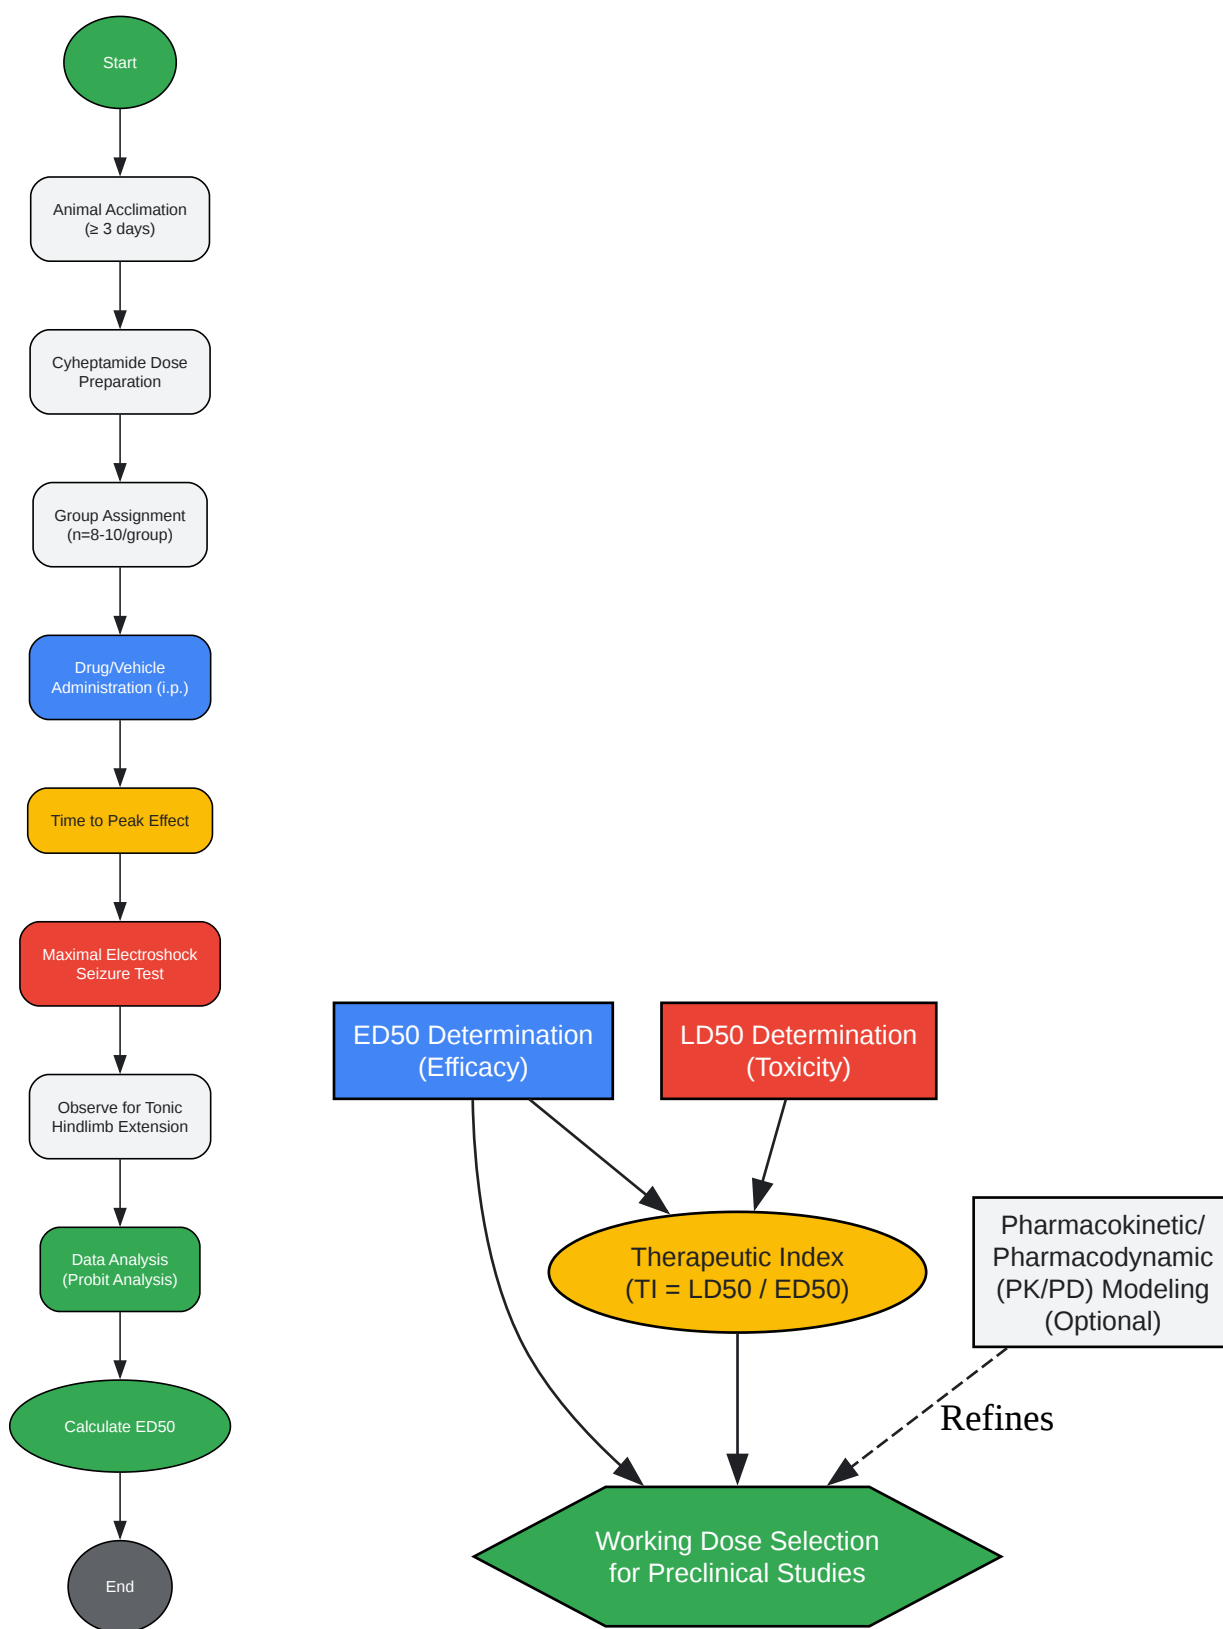 Start
Animal Acclimation
(≥ 3 days)
Cyheptamide Dose
Preparation
Group Assignment
(n=8-10/group)
Drug/Vehicle
Administration (i.p.)
Time to Peak Effect
Maximal Electroshock
Seizure Test
Observe for Tonic
Hindlimb Extension
Data Analysis
(Probit Analysis)
Calculate ED50
End
ED50 Determination
(Efficacy)
LD50 Determination
(Toxicity)
Therapeutic Index
(TI = LD50 / ED50)
Pharmacokinetic/
Pharmacodynamic
(PK/PD) Modeling
(Optional)
Refines
Working Dose Selection
for Preclinical Studies